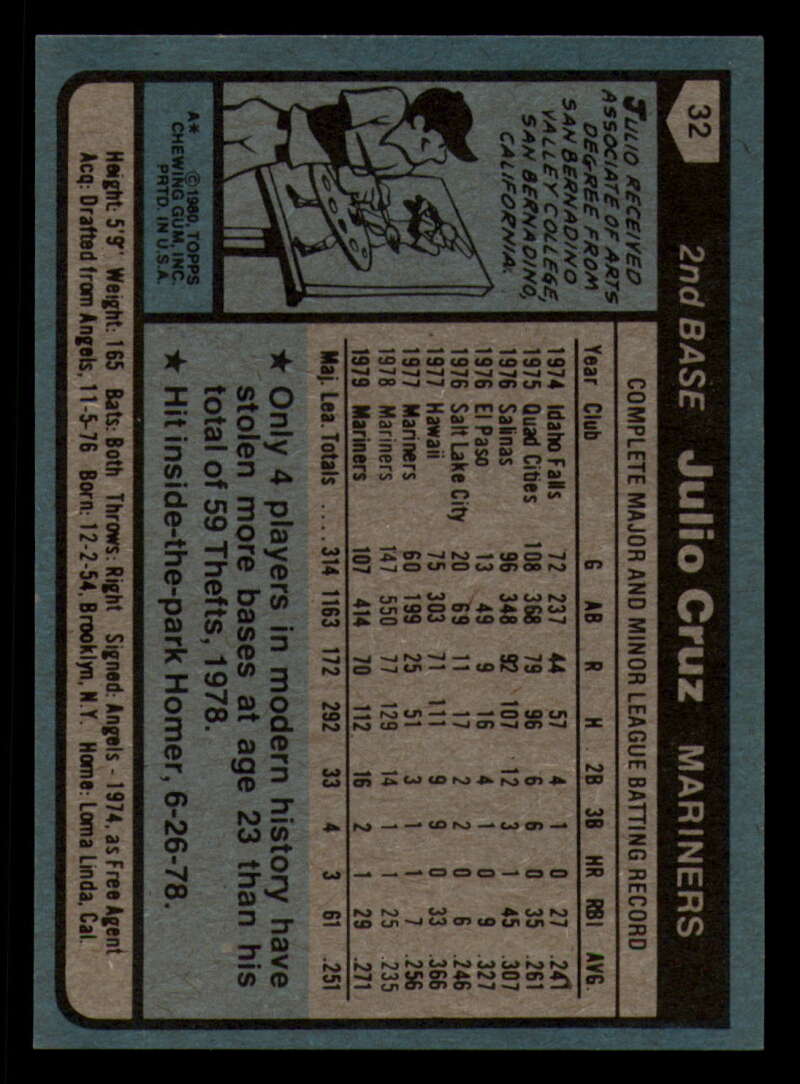 32
2nd BASE Julio Cruz MARINERS
JULIO RECEIVED
ASSOCIATE OF ARTS
DEGREE FROM
SAN BERNADINO
VALLEY COLLEGE,
SAN BERNADINO,
CALIFORNIA.
A* ©1980, TOPPS
CHEWING GUM, INC.
PRTD. IN U.S.A.
COMPLETE MAJOR AND MINOR LEAGUE BATTING RECORD
Year Club G AB R H 2B 3B HR RBI AVG.
1974 Idaho Falls 72 237 44 57 4 1 0 27 .241
1975 Quad Cities 108 368 79 96 6 6 0 35 .261
1976 Salinas 96 348 92 107 12 3 1 45 .307
1976 El Paso 13 49 9 16 4 1 0 9 .327
1976 Salt Lake City 20 69 11 17 2 2 0 6 .246
1977 Hawaii 75 303 71 111 9 9 0 33 .366
1977 Mariners 60 199 25 51 3 1 1 7 .256
1978 Mariners 147 550 77 129 14 1 1 25 .235
1979 Mariners 107 414 70 112 16 2 1 29 .271
Maj. Lea. Totals .... 314 1163 172 292 33 4 3 61 .251
★ Only 4 players in modern history have
stolen more bases at age 23 than his
total of 59 Thefts, 1978.
★ Hit inside-the-park Homer, 6-26-78.
Height: 5'9" Weight: 165 Bats: Both Throws: Right Signed: Angels - 1974, as Free Agent
Acq: Drafted from Angels, 11-5-76 Born: 12-2-54, Brooklyn, N.Y. Home: Loma Linda, Cal.